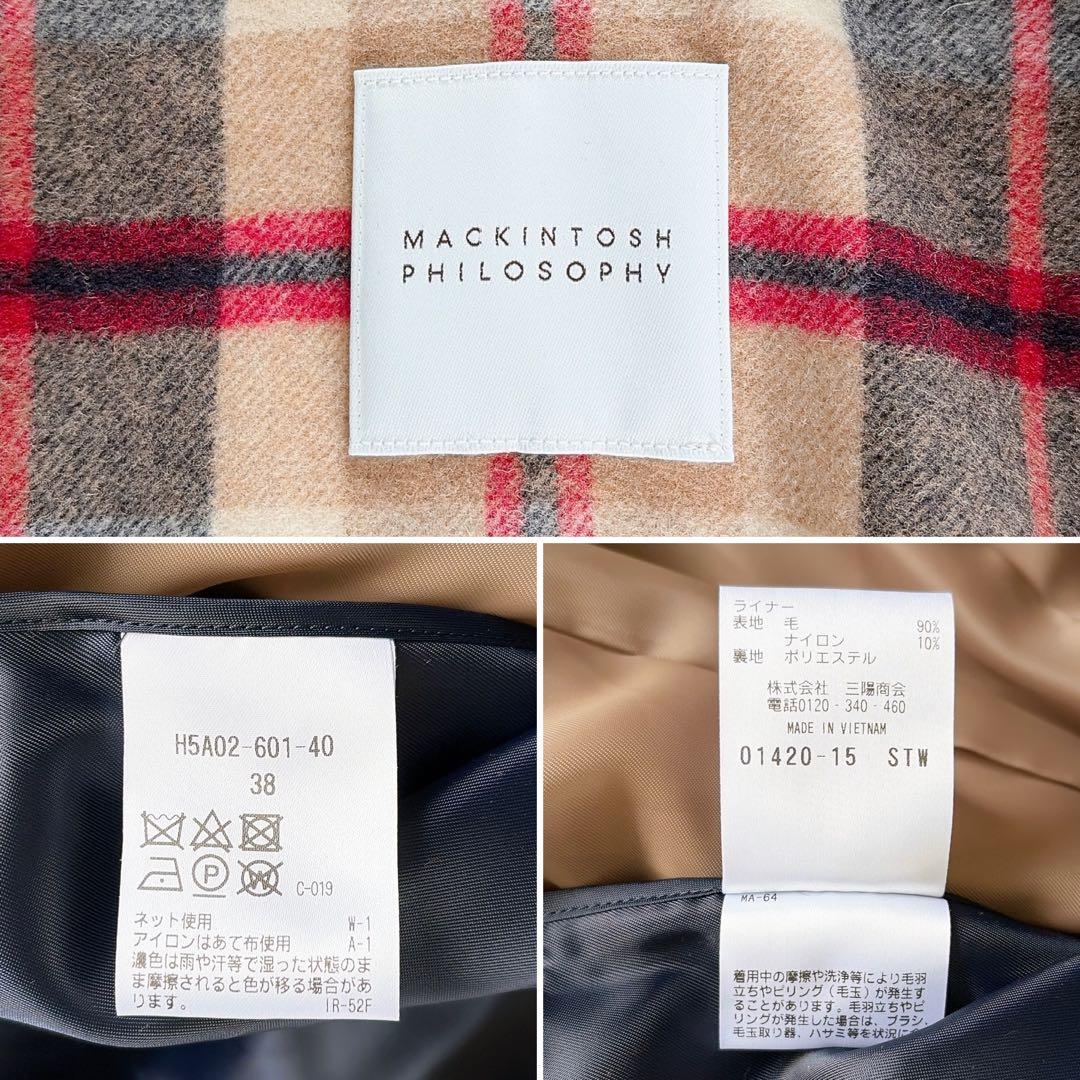 MACKINTOSH
PHILOSOPHY
H5A02-601-40
38
W
P
C-019
ネット使用 W-1
アイロンはあて布使用 A-1
濃色は雨や汗等で湿った状態のま
ま摩擦されると色が移る場合があ
ります。 IR-52F
ライナー
表地 毛 90%
ナイロン 10%
裏地 ポリエステル
株式会社 三陽商会
電話0120-340-460
MADE IN VIETNAM
01420-15 STW
MA-64
着用中の摩擦や洗浄等により毛羽
立ちやピリング(毛玉)が発生す
ることがあります。毛羽立ちやピ
リングが発生した場合は、ブラシ、
毛玉取り器、ハサミ等を状況に